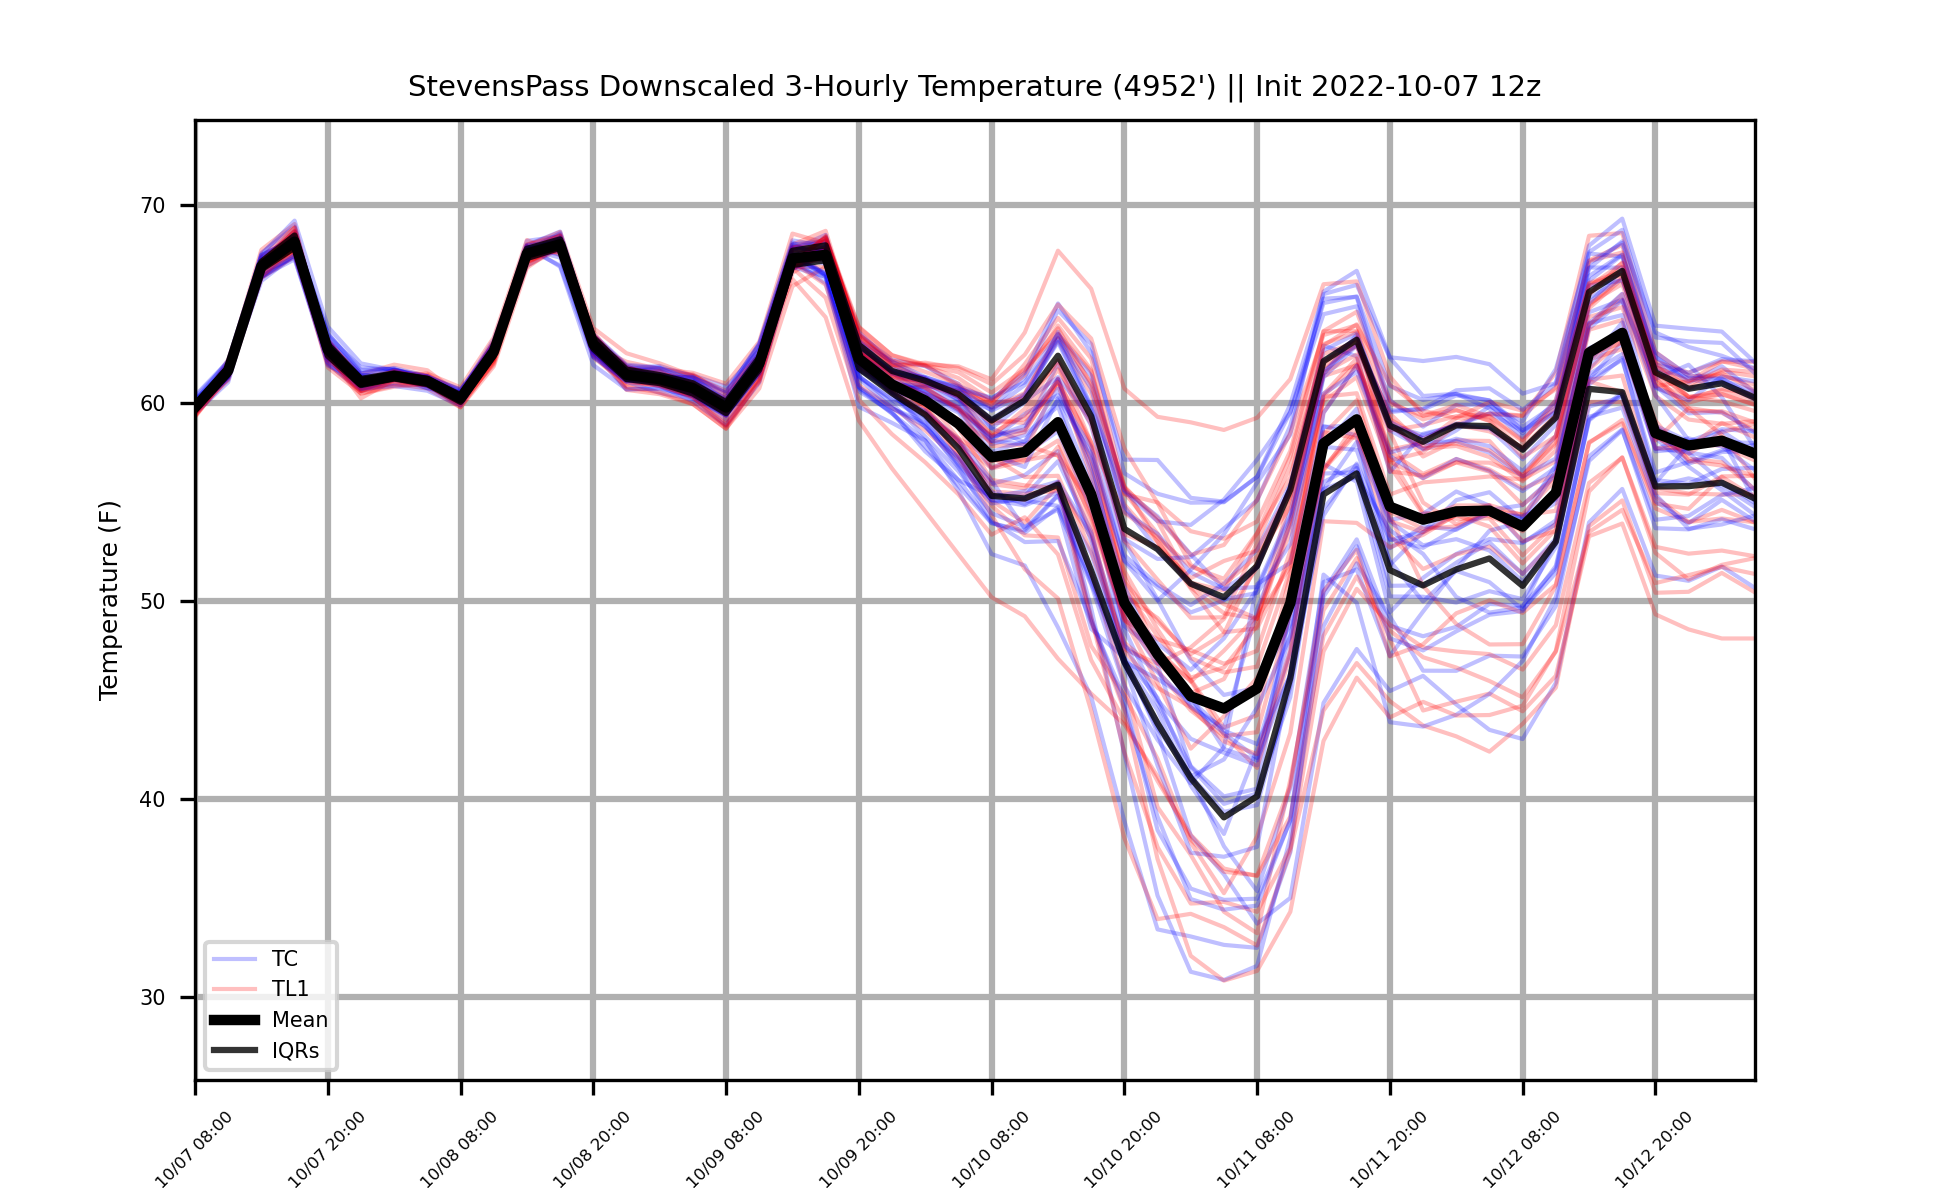 StevensPass Downscaled 3-Hourly Temperature (4952') || Init 2022-10-07 12z
Temperature (F)
70
60
50
40
30
TC
TL1
Mean
IQRs
10/07 08:00
10/07 20:00
10/08 08:00
10/08 20:00
10/09 08:00
10/09 20:00
10/10 08:00
10/10 20:00
10/11 08:00
10/11 20:00
10/12 08:00
10/12 20:00